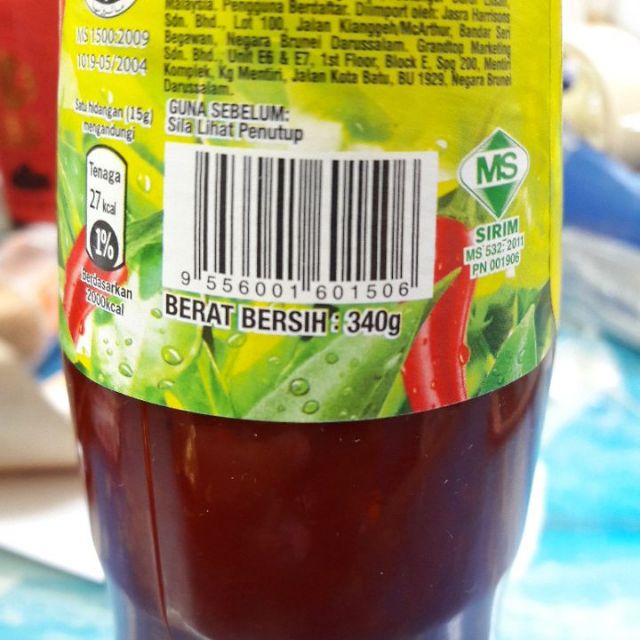 Malaysia. Pengguna Berdaftar. Diimport oleh: Jasra Harrisons
Sdn. Bhd., Lot 100, Jalan Kianggeh/McArthur, Bandar Seri
Begawan, Negara Brunei Darussalam. Grandtop Marketing
Sdn. Bhd., Unit E6 & E7, 1st Floor, Block E, Spg 200, Mentiri
Komplek, Kg Mentiri, Jalan Kota Batu, BU 1929, Negara Brunei
Darussalam.
MS 1500:2009
1019-05/2004
Satu hidangan (15g)
mengandungi
Tenaga
27 kcal
1%
Berdasarkan
2000kcal
GUNA SEBELUM:
Sila Lihat Penutup
9 556001 601506
BERAT BERSIH : 340g
MS
SIRIM
MS 532: 2011
PN 001906